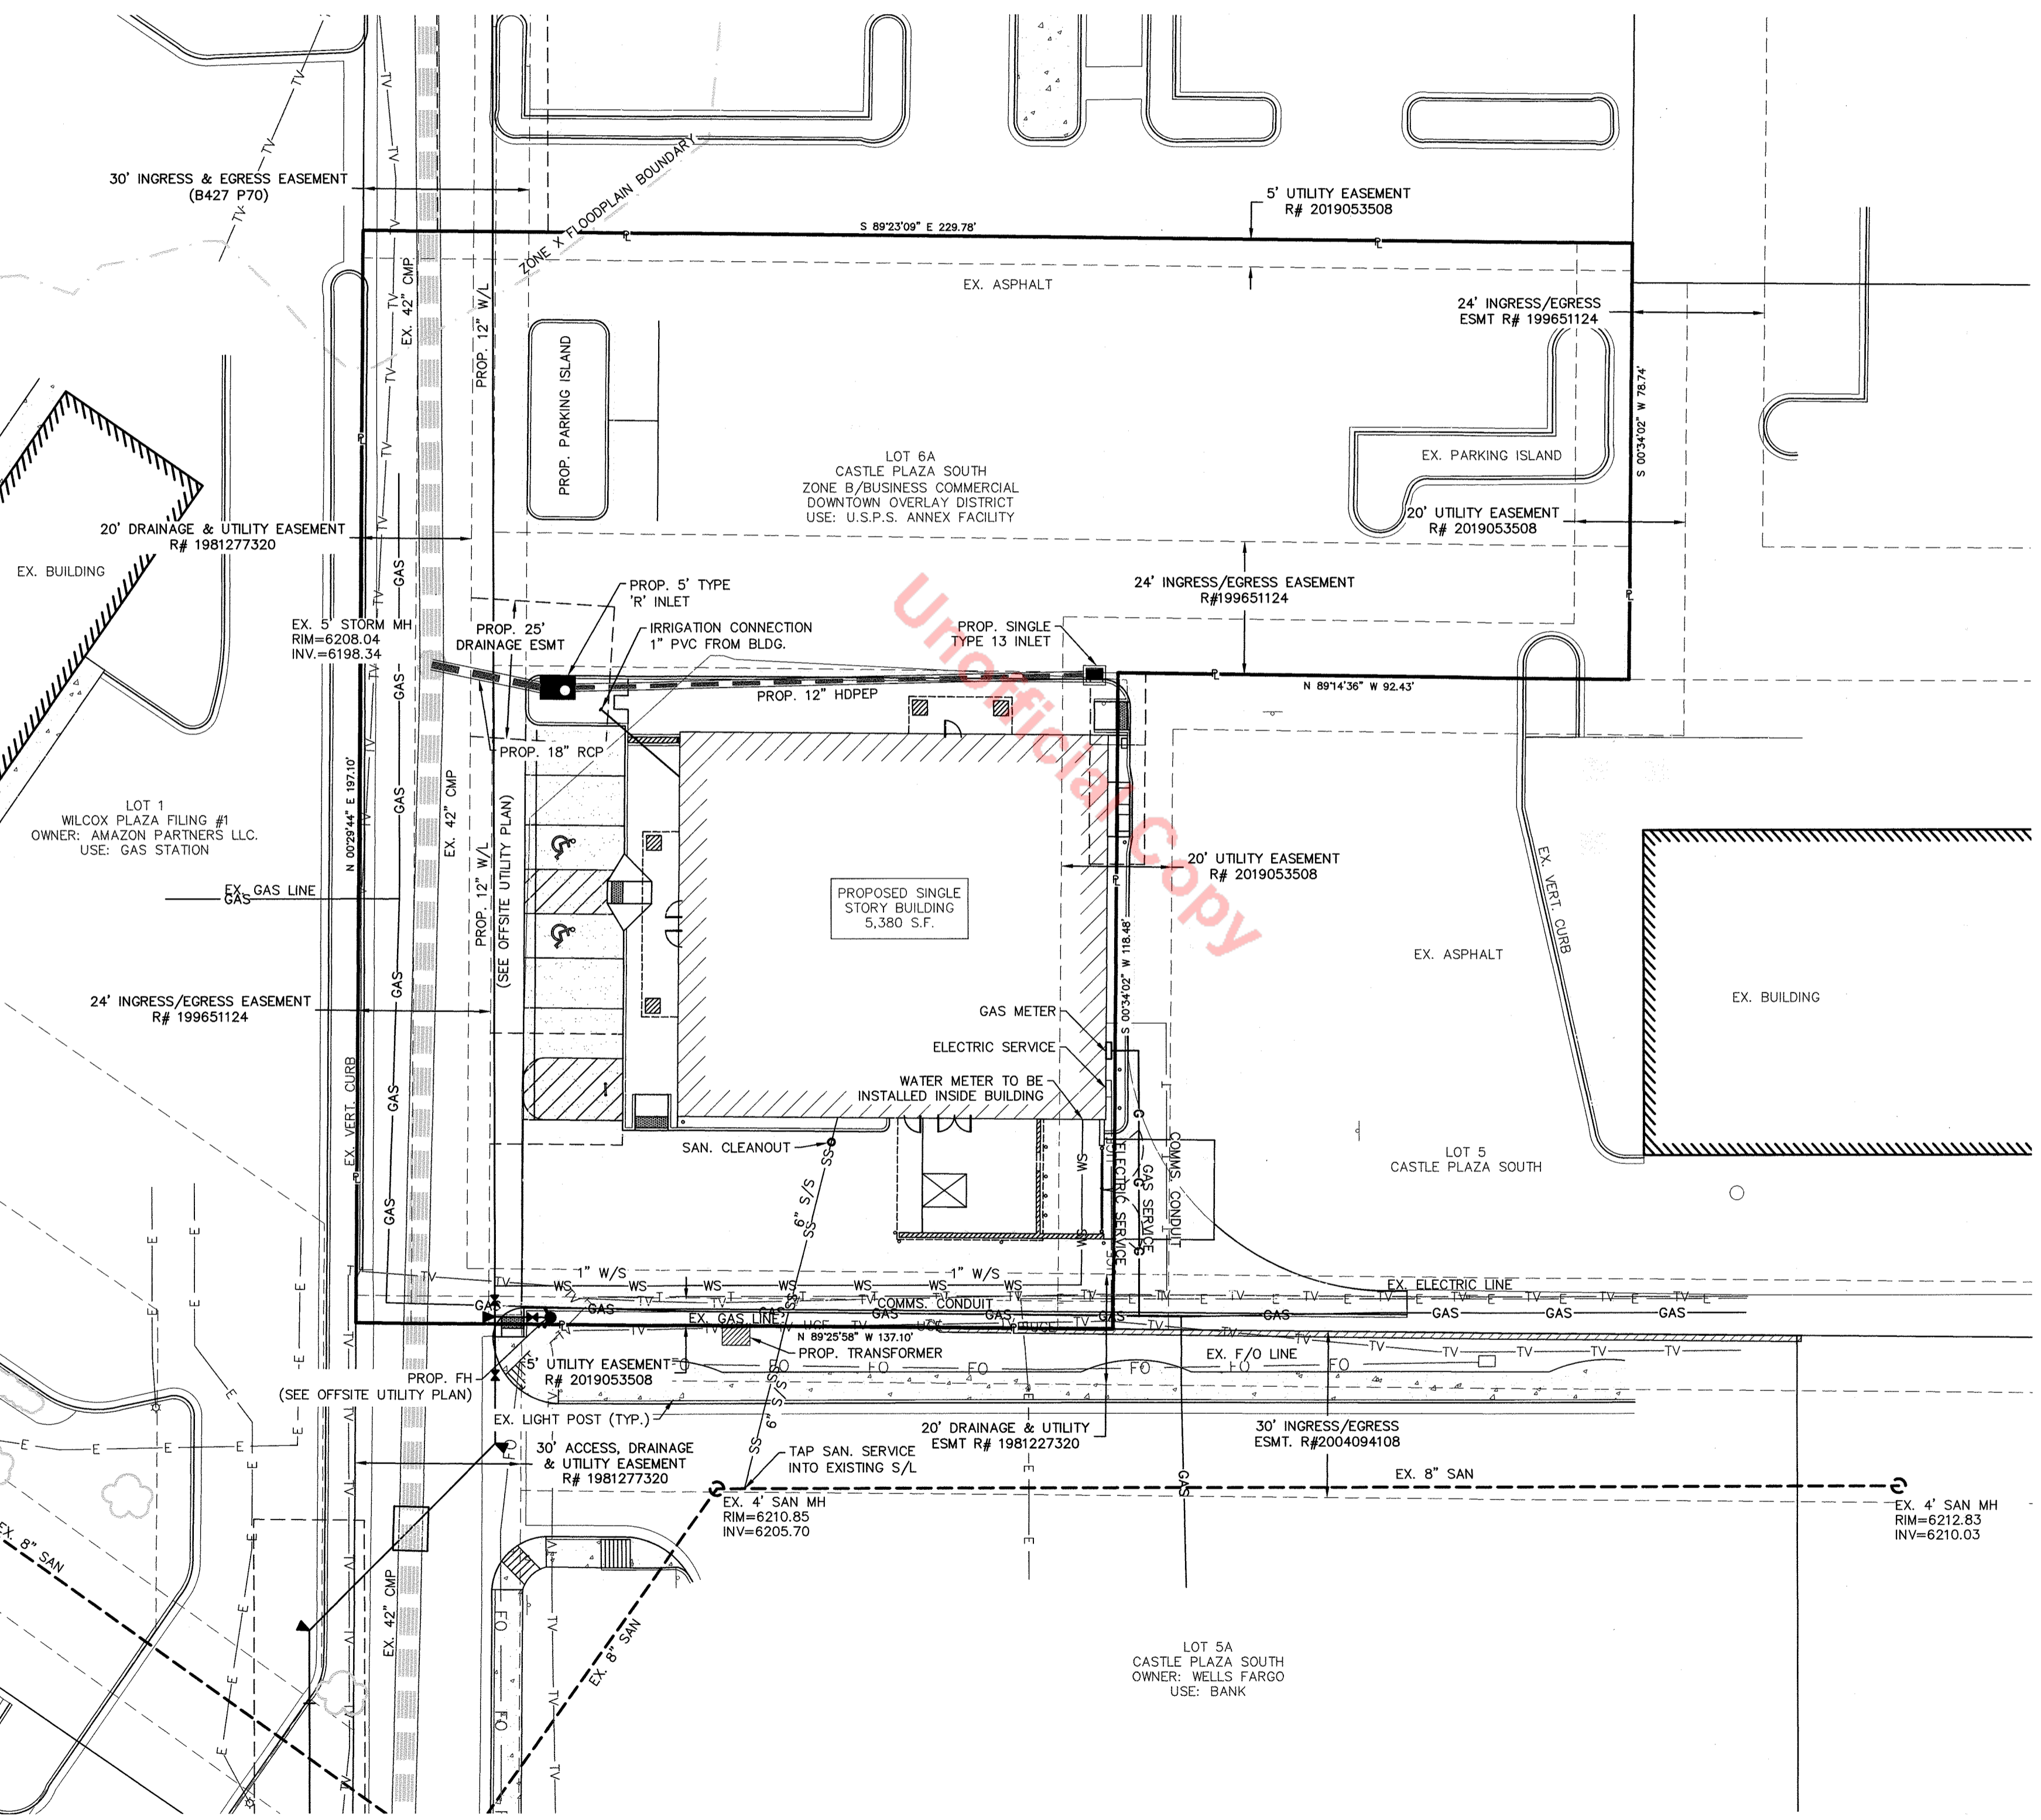 30' INGRESS & EGRESS EASEMENT
(B427 P70)
ZONE X FLOODPLAIN BOUNDARY
S 89°23'09" E 229.78'
5' UTILITY EASEMENT
R# 2019053508
EX. ASPHALT
24' INGRESS/EGRESS
ESMT R# 199651124
EX. 42" CMP
PROP. 12" W/L
PROP. PARKING ISLAND
S 00°34'02" W 78.74'
LOT 6A
CASTLE PLAZA SOUTH
ZONE B/BUSINESS COMMERCIAL
DOWNTOWN OVERLAY DISTRICT
USE: U.S.P.S. ANNEX FACILITY
EX. PARKING ISLAND
20' UTILITY EASEMENT
R# 2019053508
20' DRAINAGE & UTILITY EASEMENT
R# 1981277320
EX. BUILDING
24' INGRESS/EGRESS EASEMENT
R#199651124
PROP. 5' TYPE
'R' INLET
EX. 5' STORM MH
RIM=6208.04
INV.=6198.34
PROP. 25'
DRAINAGE ESMT
IRRIGATION CONNECTION
1" PVC FROM BLDG.
PROP. SINGLE
TYPE 13 INLET
PROP. 12" HDPEP
N 89°14'36" W 92.43'
PROP. 18" RCP
Unofficial Copy
N 00°29'44" E 197.10'
EX. 42" CMP
PROP. 12" W/L
(SEE OFFSITE UTILITY PLAN)
LOT 1
WILCOX PLAZA FILING #1
OWNER: AMAZON PARTNERS LLC.
USE: GAS STATION
EX. GAS LINE
GAS
20' UTILITY EASEMENT
R# 2019053508
PROPOSED SINGLE
STORY BUILDING
5,380 S.F.
S 00°34'02" W 118.48'
EX. VERT. CURB
EX. ASPHALT
EX. BUILDING
24' INGRESS/EGRESS EASEMENT
R# 199651124
GAS METER
ELECTRIC SERVICE
WATER METER TO BE
INSTALLED INSIDE BUILDING
EX. VERT. CURB
SAN. CLEANOUT
6" S/S
ELECTRIC SERVICE
GAS SERVICE
COMMS. CONDUIT
LOT 5
CASTLE PLAZA SOUTH
1" W/S
1" W/S
EX. ELECTRIC LINE
COMMS. CONDUIT
EX. GAS LINE
N 89°25'58" W 137.10'
PROP. TRANSFORMER
EX. F/O LINE
5' UTILITY EASEMENT
R# 2019053508
PROP. FH
(SEE OFFSITE UTILITY PLAN)
EX. LIGHT POST (TYP.)
6" S/S
20' DRAINAGE & UTILITY
ESMT R# 1981227320
30' INGRESS/EGRESS
ESMT. R#2004094108
30' ACCESS, DRAINAGE
& UTILITY EASEMENT
R# 1981277320
TAP SAN. SERVICE
INTO EXISTING S/L
EX. 8" SAN
EX. 4' SAN MH
RIM=6210.85
INV=6205.70
EX. 4' SAN MH
RIM=6212.83
INV=6210.03
EX. 8" SAN
EX. 42" CMP
EX. 8" SAN
LOT 5A
CASTLE PLAZA SOUTH
OWNER: WELLS FARGO
USE: BANK